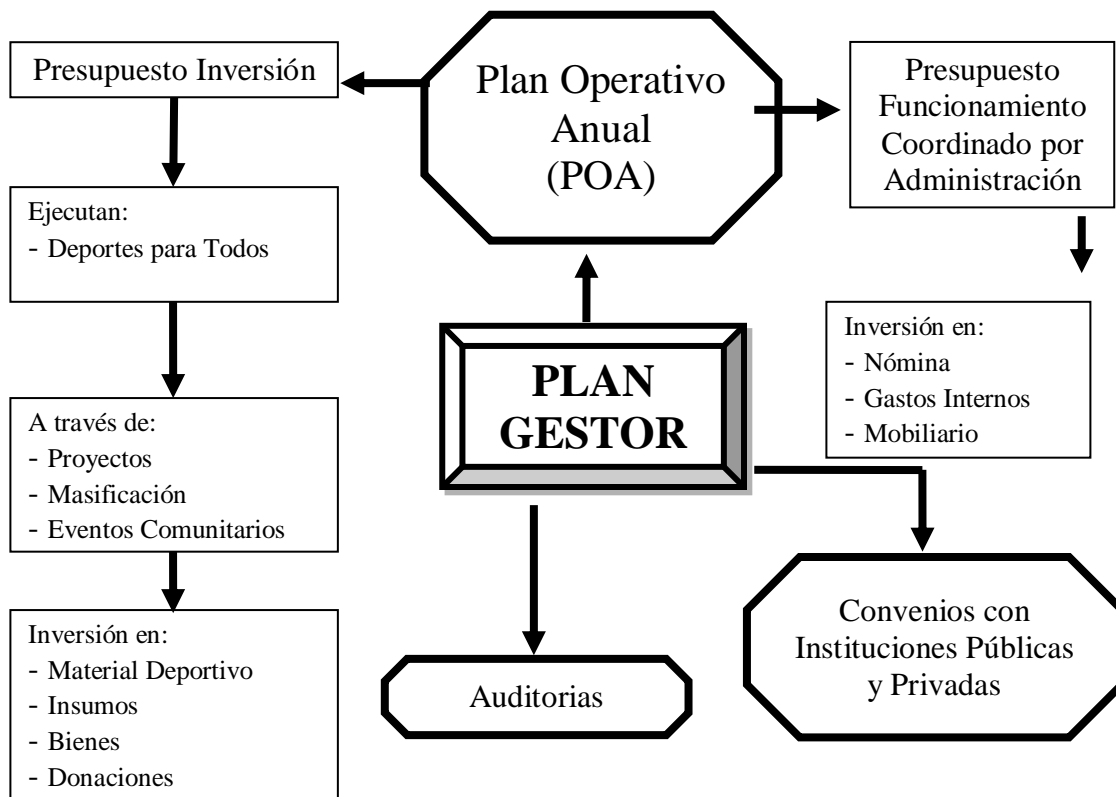 Presupuesto Inversión
Plan Operativo
Anual
(POA)
Presupuesto
Funcionamiento
Coordinado por
Administración
Ejecutan:
- Deportes para Todos
PLAN
GESTOR
Inversión en:
- Nómina
- Gastos Internos
- Mobiliario
A través de:
- Proyectos
- Masificación
- Eventos Comunitarios
Inversión en:
- Material Deportivo
- Insumos
- Bienes
- Donaciones
Auditorias
Convenios con
Instituciones Públicas
y Privadas